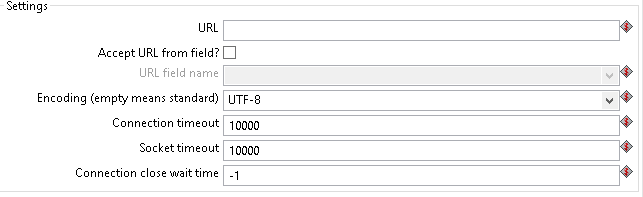 Settings
URL
Accept URL from field?
URL field name
Encoding (empty means standard) UTF-8
Connection timeout 10000
Socket timeout 10000
Connection close wait time -1